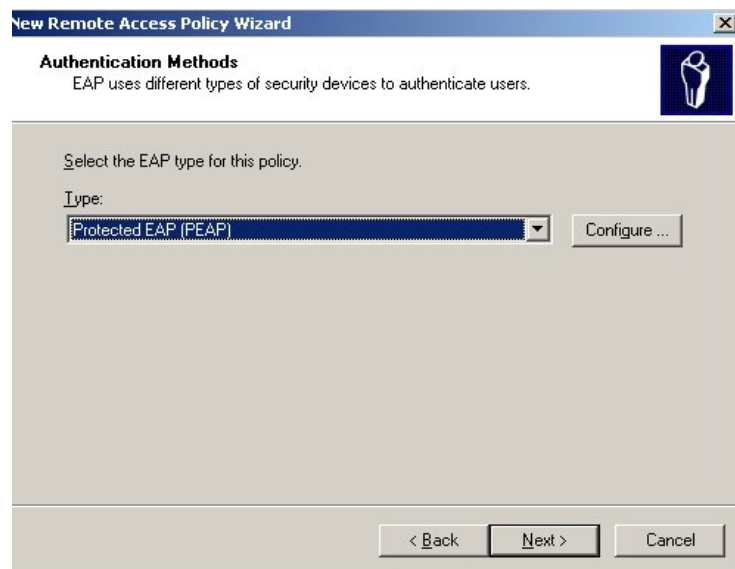 New Remote Access Policy Wizard
Authentication Methods
EAP uses different types of security devices to authenticate users.
Select the EAP type for this policy.
Type:
Protected EAP (PEAP)
Configure ...
< Back
Next >
Cancel